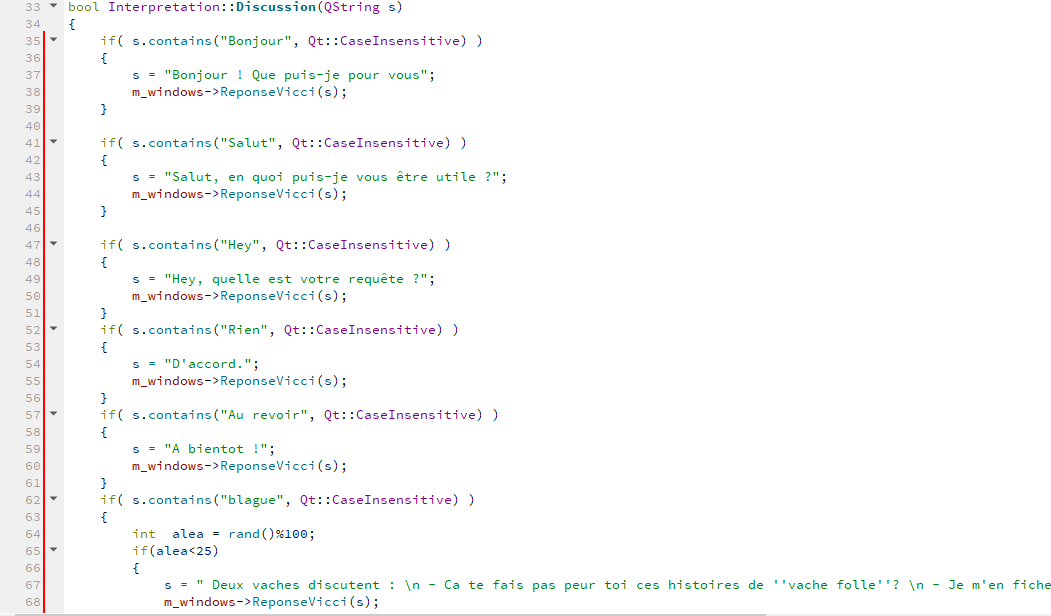 33 bool Interpretation::Discussion(QString s)
34 {
35 if( s.contains("Bonjour", Qt::CaseInsensitive) )
36 {
37 s = "Bonjour ! Que puis-je pour vous";
38 m_windows->ReponseVicci(s);
39 }
40
41 if( s.contains("Salut", Qt::CaseInsensitive) )
42 {
43 s = "Salut, en quoi puis-je vous être utile ?";
44 m_windows->ReponseVicci(s);
45 }
46
47 if( s.contains("Hey", Qt::CaseInsensitive) )
48 {
49 s = "Hey, quelle est votre requête ?";
50 m_windows->ReponseVicci(s);
51 }
52 if( s.contains("Rien", Qt::CaseInsensitive) )
53 {
54 s = "D'accord.";
55 m_windows->ReponseVicci(s);
56 }
57 if( s.contains("Au revoir", Qt::CaseInsensitive) )
58 {
59 s = "A bientot !";
60 m_windows->ReponseVicci(s);
61 }
62 if( s.contains("blague", Qt::CaseInsensitive) )
63 {
64 int  alea = rand()%100;
65 if(alea<25)
66 {
67 s = " Deux vaches discutent : \n - Ca te fais pas peur toi ces histoires de ''vache folle''? \n - Je m'en fiche
68 m_windows->ReponseVicci(s);